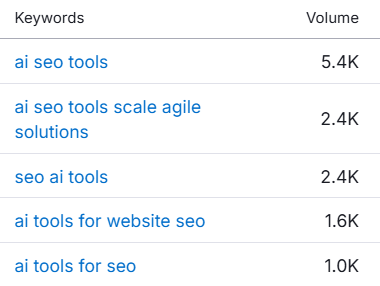 Keywords Volume
ai seo tools 5.4K
ai seo tools scale agile
solutions 2.4K
seo ai tools 2.4K
ai tools for website seo 1.6K
ai tools for seo 1.0K